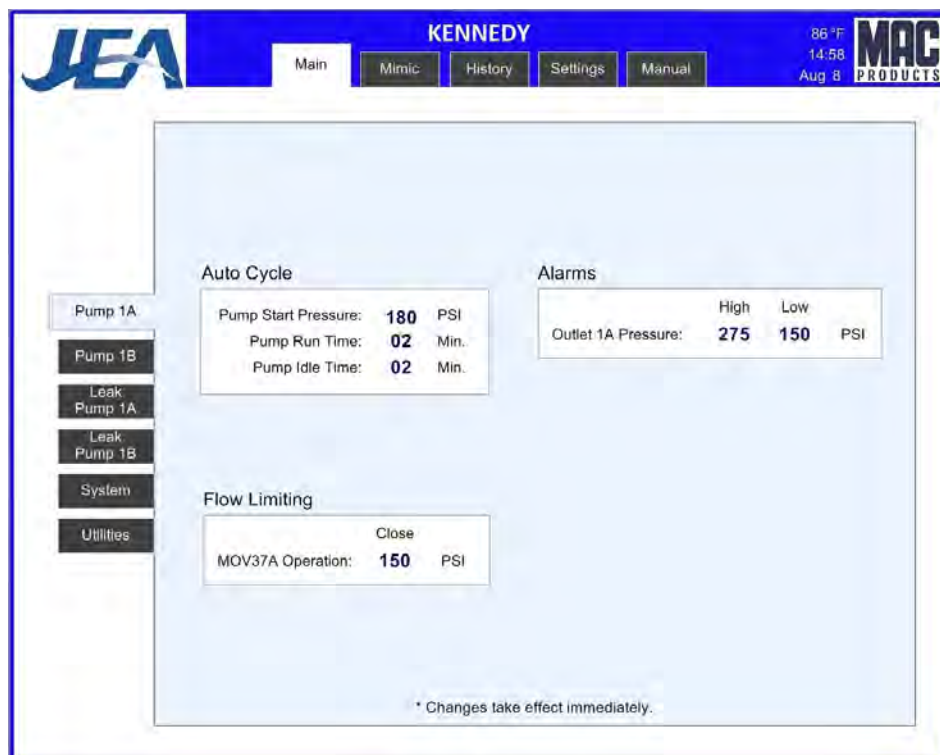 JEA
KENNEDY
86 °F
14:58
Aug 8
MAC
PRODUCTS
Main
Mimic
History
Settings
Manual
Pump 1A
Pump 1B
Leak
Pump 1A
Leak
Pump 1B
System
Utilities
Auto Cycle
Pump Start Pressure: 180 PSI
Pump Run Time: 02 Min.
Pump Idle Time: 02 Min.
Alarms
High Low
Outlet 1A Pressure: 275 150 PSI
Flow Limiting
Close
MOV37A Operation: 150 PSI
* Changes take effect immediately.